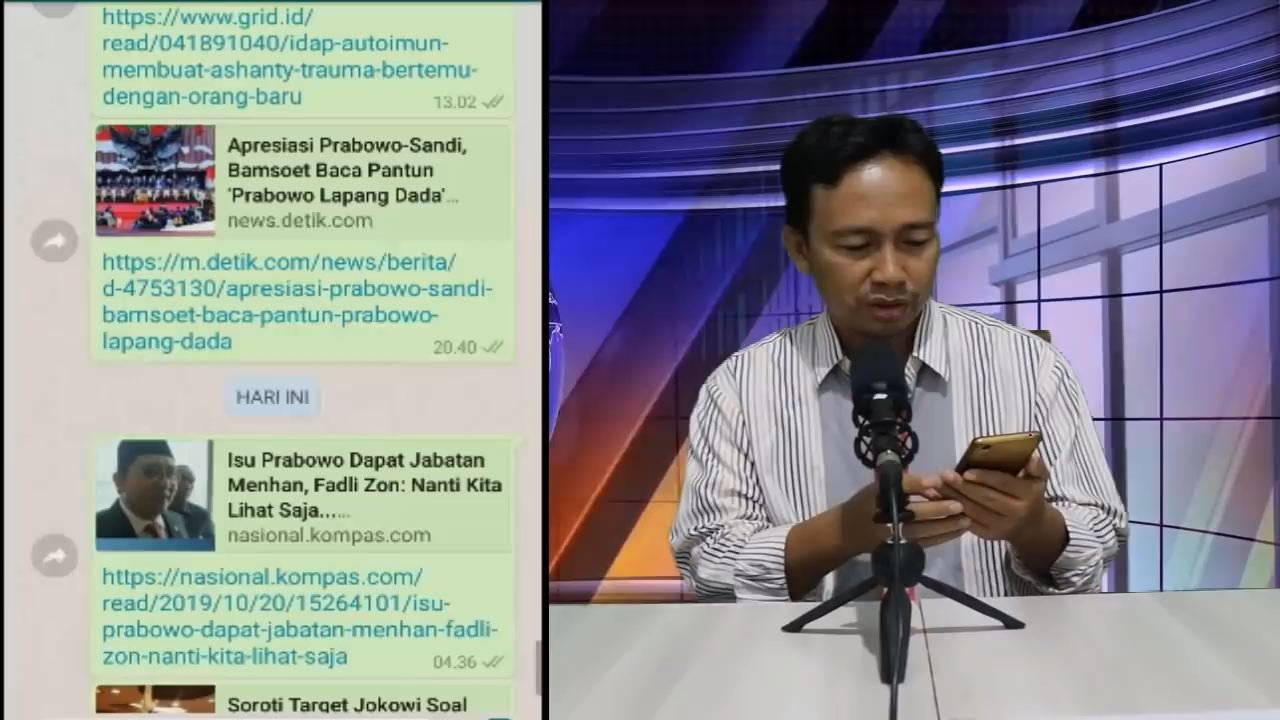 https://www.grid.id/
read/041891040/idap-autoimun-
membuat-ashanty-trauma-bertemu-
dengan-orang-baru
13.02
Apresiasi Prabowo-Sandi,
Bamsoet Baca Pantun
'Prabowo Lapang Dada'...
news.detik.com
https://m.detik.com/news/berita/
d-4753130/apresiasi-prabowo-sandi-
bamsoet-baca-pantun-prabowo-
lapang-dada
20.40
HARI INI
Isu Prabowo Dapat Jabatan
Menhan, Fadli Zon: Nanti Kita
Lihat Saja......
nasional.kompas.com
https://nasional.kompas.com/
read/2019/10/20/15264101/isu-
prabowo-dapat-jabatan-menhan-fadli-
zon-nanti-kita-lihat-saja
04.36
Soroti Target Jokowi Soal